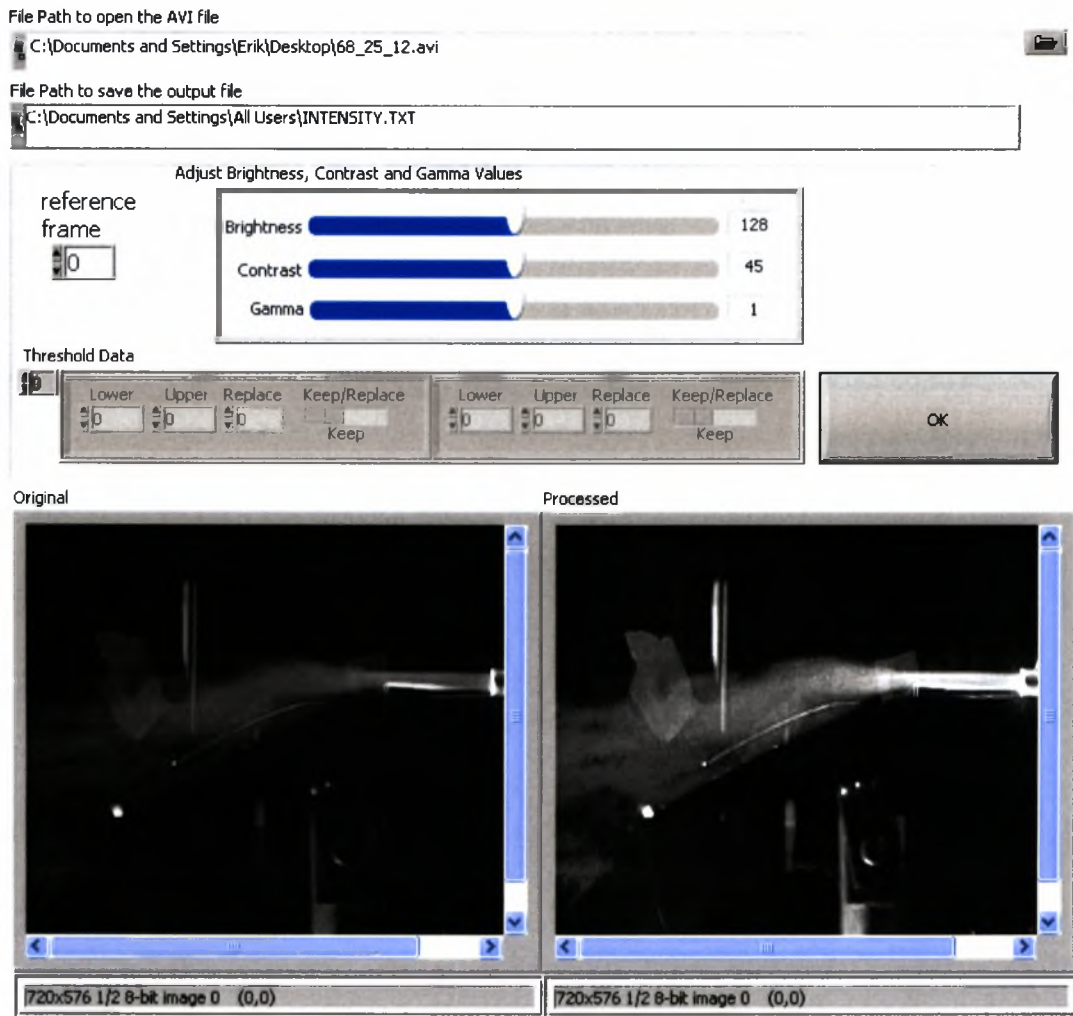 File Path to open the AVI file
C:\Documents and Settings\Erik\Desktop\68_25_12.avi
File Path to save the output file
C:\Documents and Settings\All Users\INTENSITY.TXT
Adjust Brightness, Contrast and Gamma Values
reference
frame
0
Brightness 128
Contrast 45
Gamma 1
Threshold Data
0
Lower Upper Replace Keep/Replace Lower Upper Replace Keep/Replace
0 0 0 0 0 0
Keep Keep
OK
Original Processed
720x576 1/2 8-bit image 0 (0,0) 720x576 1/2 8-bit image 0 (0,0)